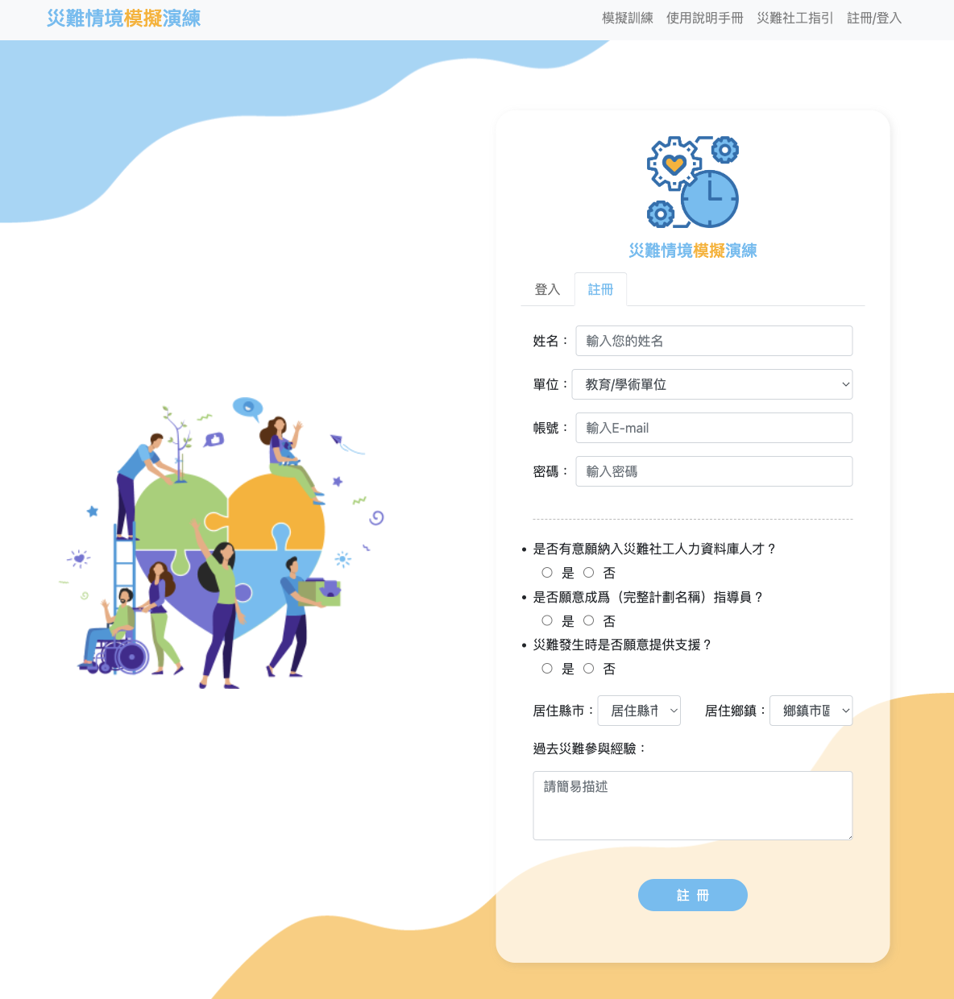 災難情境模擬演練
模擬訓練 使用說明手冊 災難社工指引 註冊/登入
災難情境模擬演練
登入 註冊
姓名： 輸入您的姓名
單位： 教育/學術單位
帳號： 輸入E-mail
密碼： 輸入密碼
• 是否有意願納入災難社工人力資料庫人才？
是 否
• 是否願意成爲（完整計劃名稱）指導員？
是 否
• 災難發生時是否願意提供支援？
是 否
居住縣市： 居住縣市 居住鄉鎮： 鄉鎮市區
過去災難參與經驗：
請簡易描述
註 冊